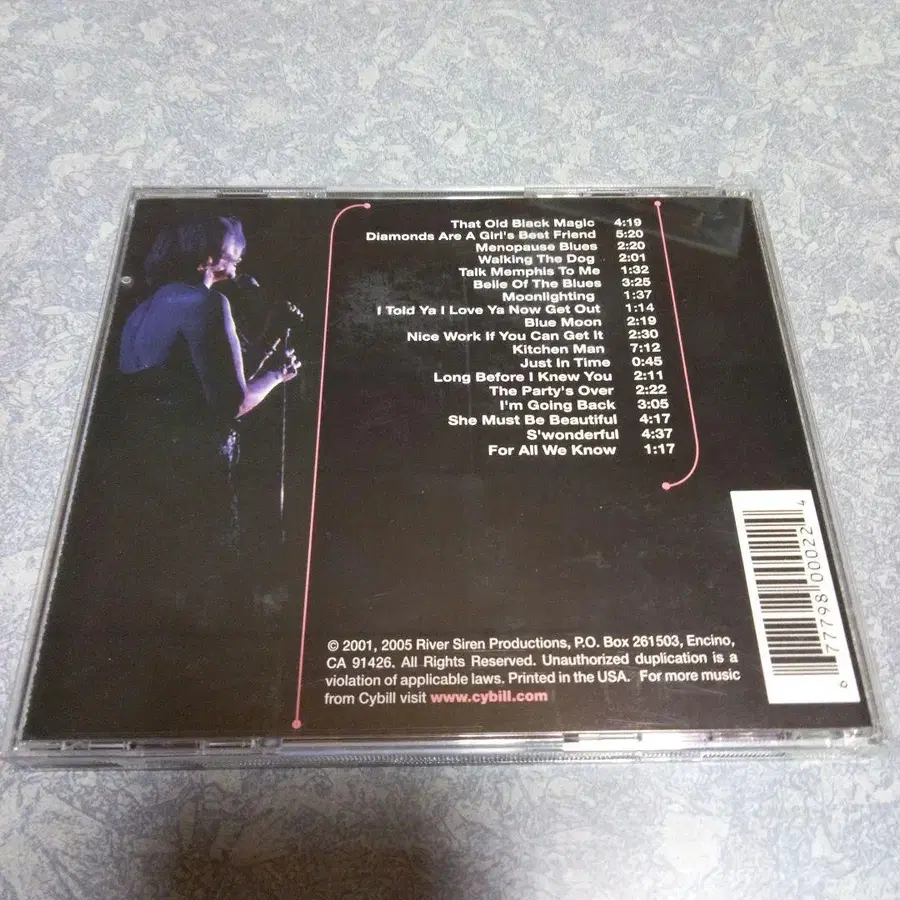 That Old Black Magic 4:19
Diamonds Are A Girl's Best Friend 5:20
Menopause Blues 2:20
Walking The Dog 2:01
Talk Memphis To Me 1:32
Belle Of The Blues 3:25
Moonlighting 1:37
I Told Ya I Love Ya Now Get Out 1:14
Blue Moon 2:19
Nice Work If You Can Get It 2:30
Kitchen Man 7:12
Just In Time 0:45
Long Before I Knew You 2:11
The Party's Over 2:22
I'm Going Back 3:05
She Must Be Beautiful 4:17
S'wonderful 4:37
For All We Know 1:17
6 77798 00022 4
© 2001, 2005 River Siren Productions, P.O. Box 261503, Encino,
CA 91426. All Rights Reserved. Unauthorized duplication is a
violation of applicable laws. Printed in the USA. For more music
from Cybill visit www.cybill.com